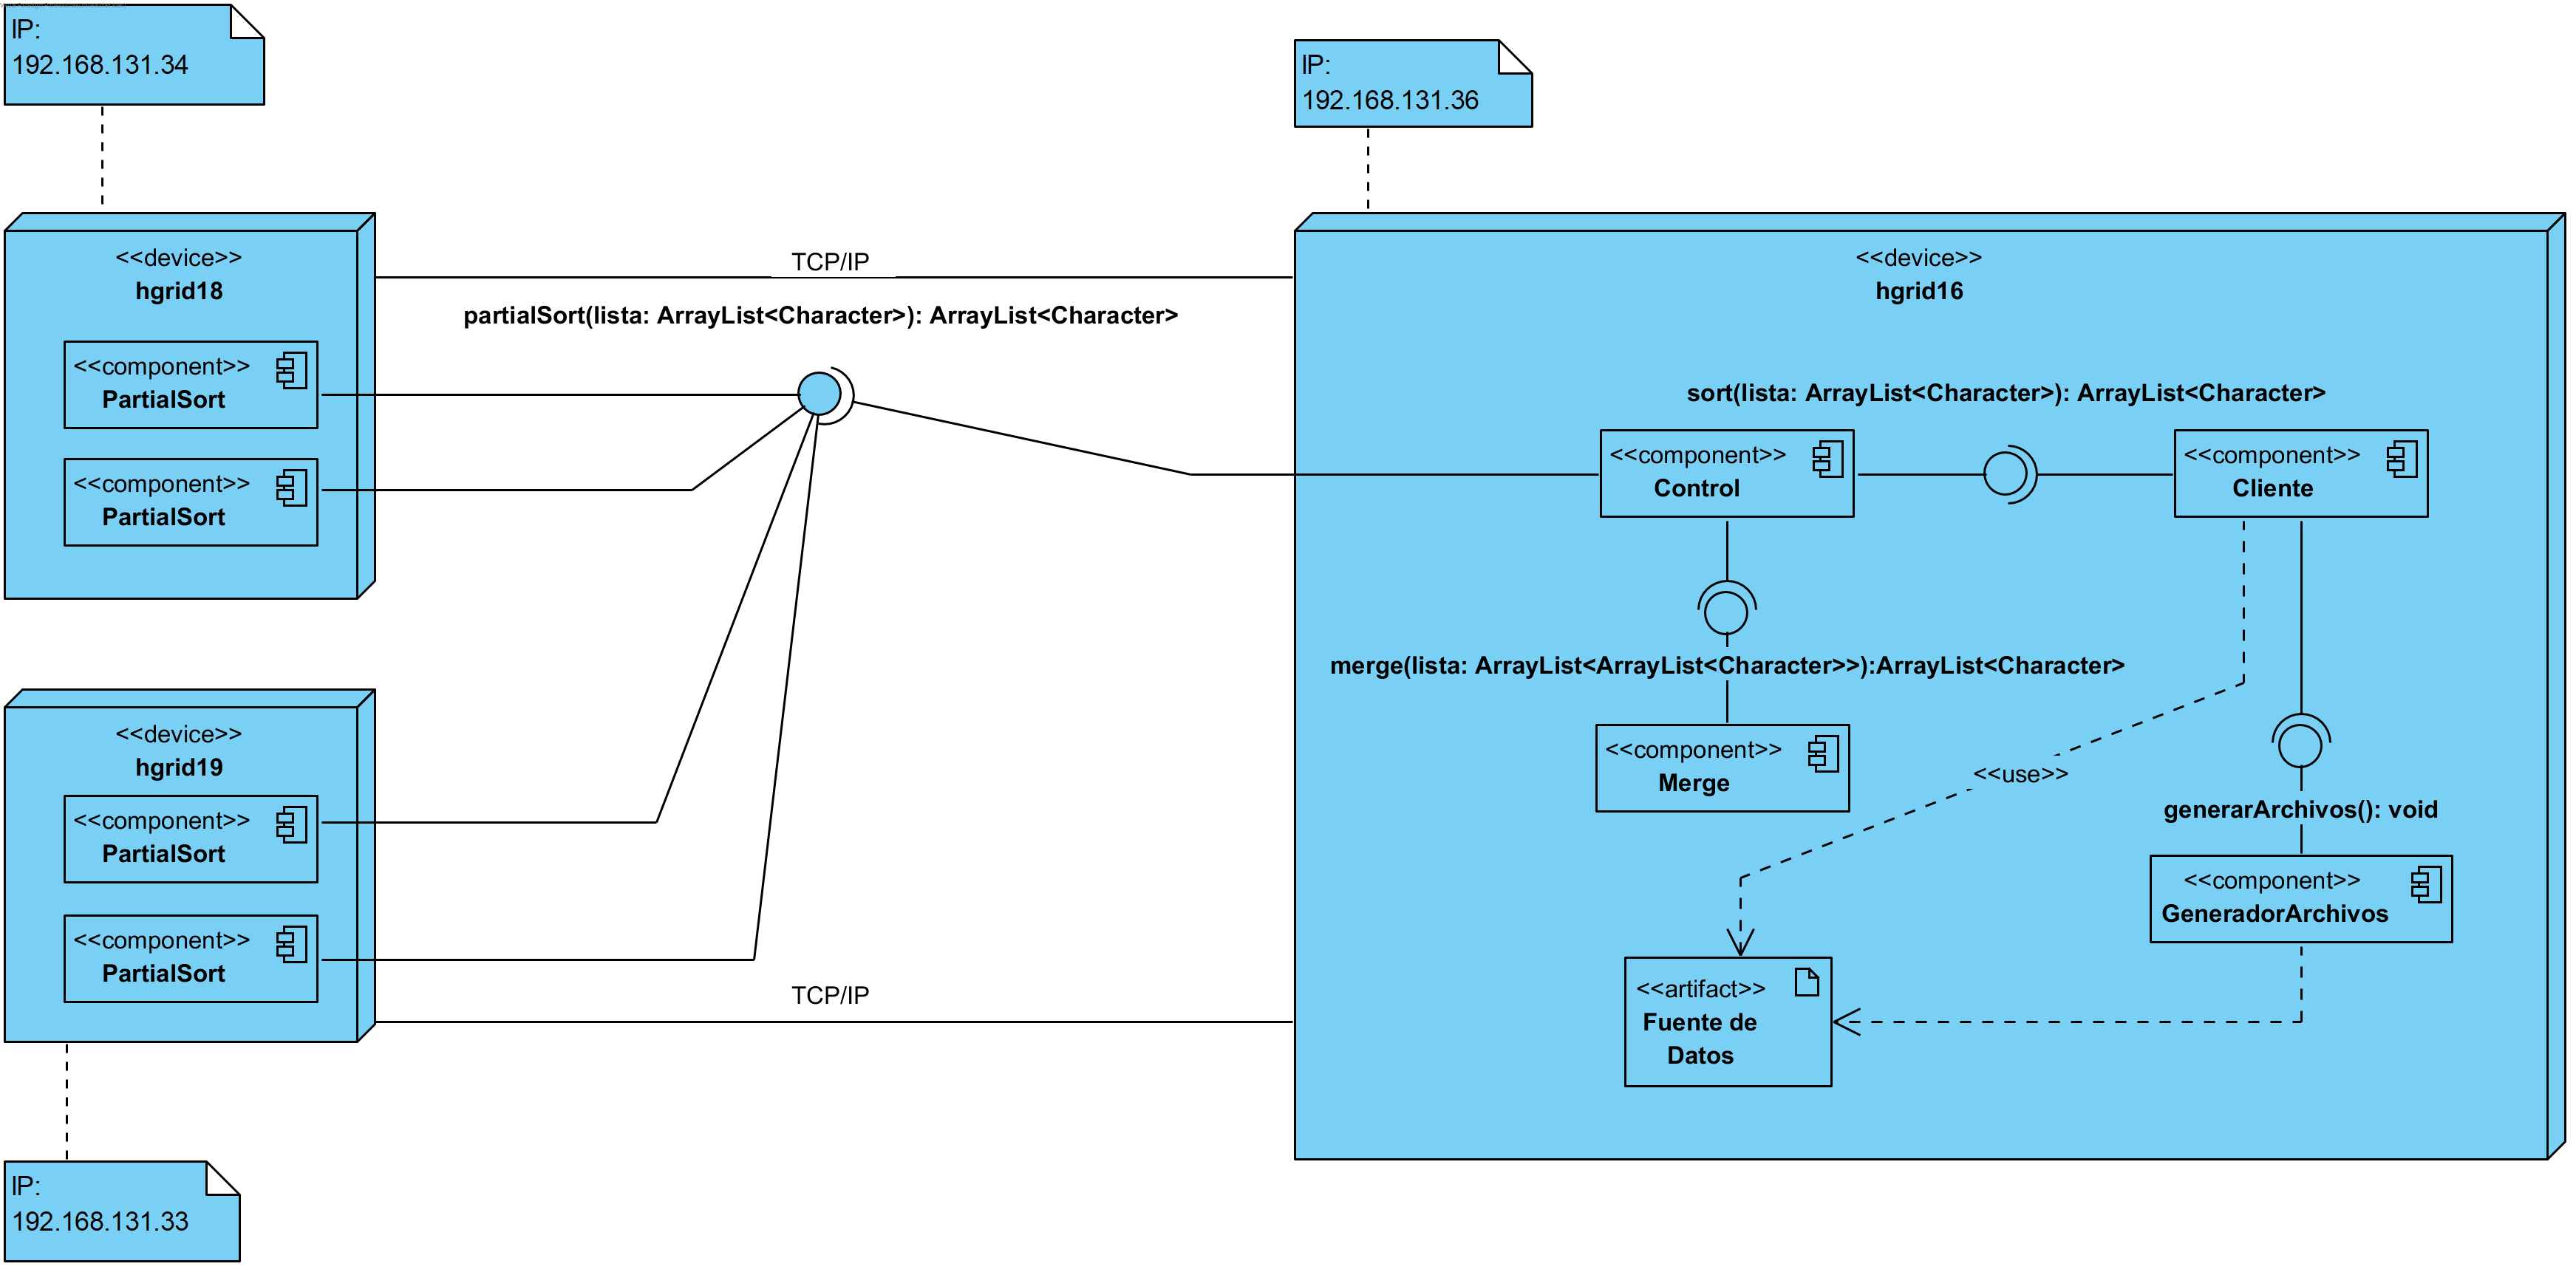 IP:
192.168.131.34
IP:
192.168.131.36
<<device>>
hgrid18
<<component>>
PartialSort
<<component>>
PartialSort
TCP/IP
partialSort(lista: ArrayList<Character>): ArrayList<Character>
<<device>>
hgrid16
sort(lista: ArrayList<Character>): ArrayList<Character>
<<component>>
Control
<<component>>
Cliente
merge(lista: ArrayList<ArrayList<Character>>):ArrayList<Character>
<<component>>
Merge
<<use>>
generarArchivos(): void
<<component>>
GeneradorArchivos
<<artifact>>
Fuente de
Datos
<<device>>
hgrid19
<<component>>
PartialSort
<<component>>
PartialSort
TCP/IP
IP:
192.168.131.33